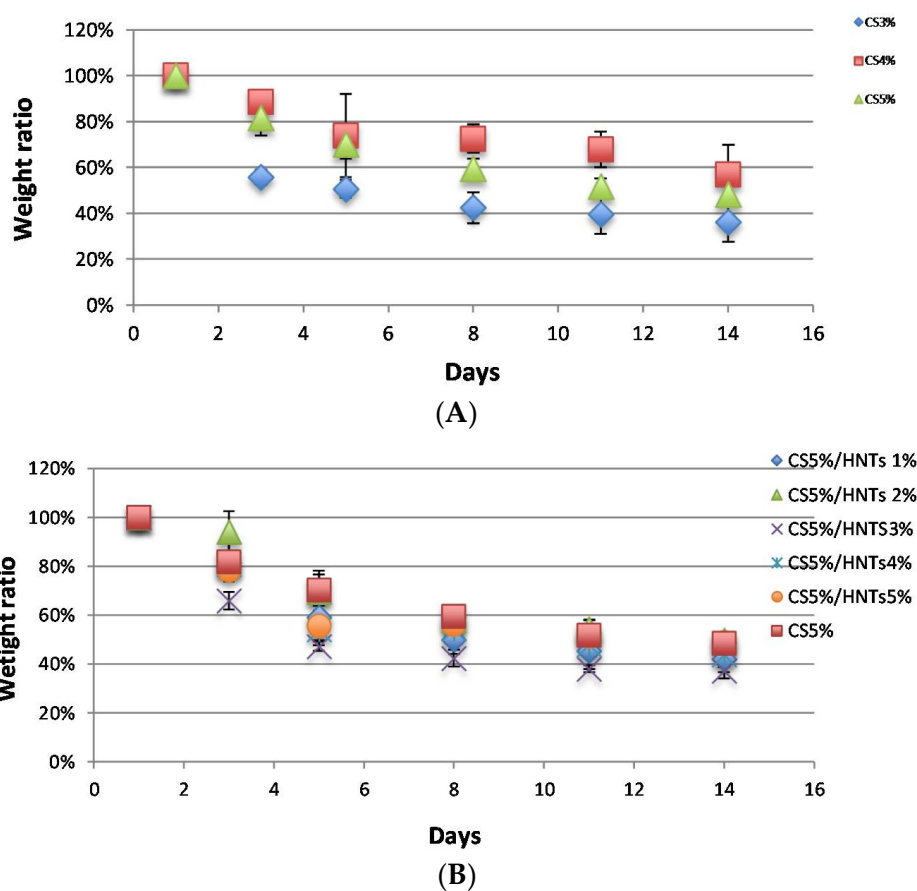 120%
100%
80%
60%
40%
20%
0%
Weight ratio
0 2 4 6 8 10 12 14 16
Days
CS3%
CS4%
CS5%
(A)
120%
100%
80%
60%
40%
20%
0%
Wetight ratio
0 2 4 6 8 10 12 14 16
Days
CS5%/HNTs 1%
CS5%/HNTs 2%
CS5%/HNTS3%
CS5%/HNTs4%
CS5%/HNTs5%
CS5%
(B)